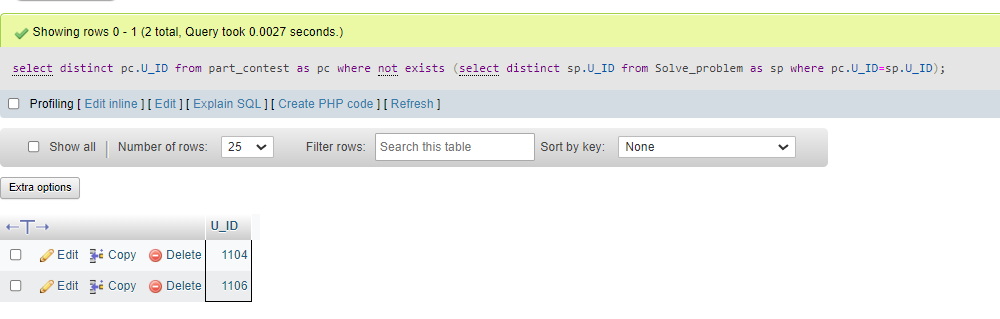 Showing rows 0 - 1 (2 total, Query took 0.0027 seconds.)
select distinct pc.U_ID from part_contest as pc where not exists (select distinct sp.U_ID from Solve_problem as sp where pc.U_ID=sp.U_ID);
Profiling [ Edit inline ] [ Edit ] [ Explain SQL ] [ Create PHP code ] [ Refresh ]
Show all Number of rows: 25 Filter rows: Search this table Sort by key: None
Extra options
←T→ U_ID
Edit Copy Delete 1104
Edit Copy Delete 1106